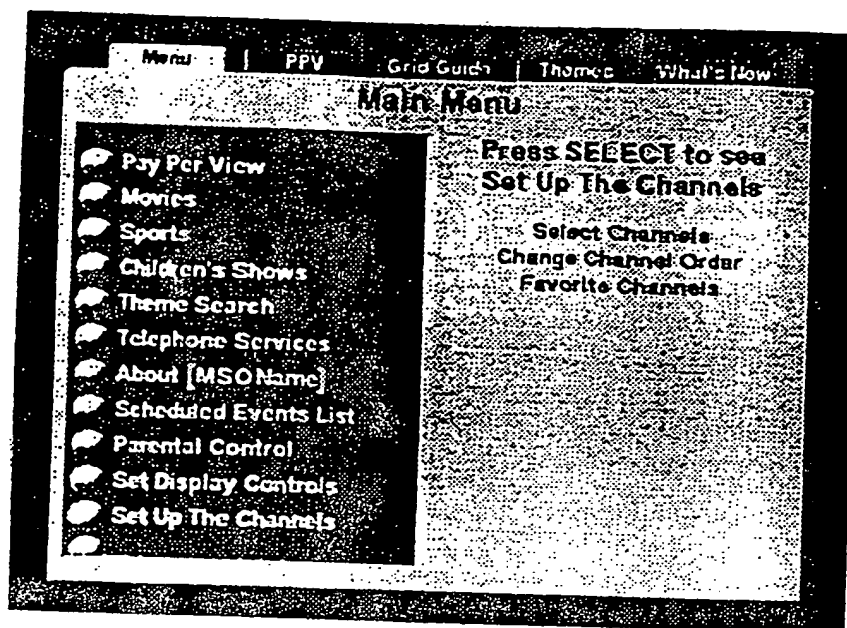 Menu | PPV Grid Guide | Themes What's New
Main Menu
Pay Per View
Movies
Sports
Children's Shows
Theme Search
Telephone Services
About [MSO Name]
Scheduled Events List
Parental Control
Set Display Controls
Set Up The Channels
Press SELECT to see
Set Up The Channels
Select Channels
Change Channel Order
Favorite Channels